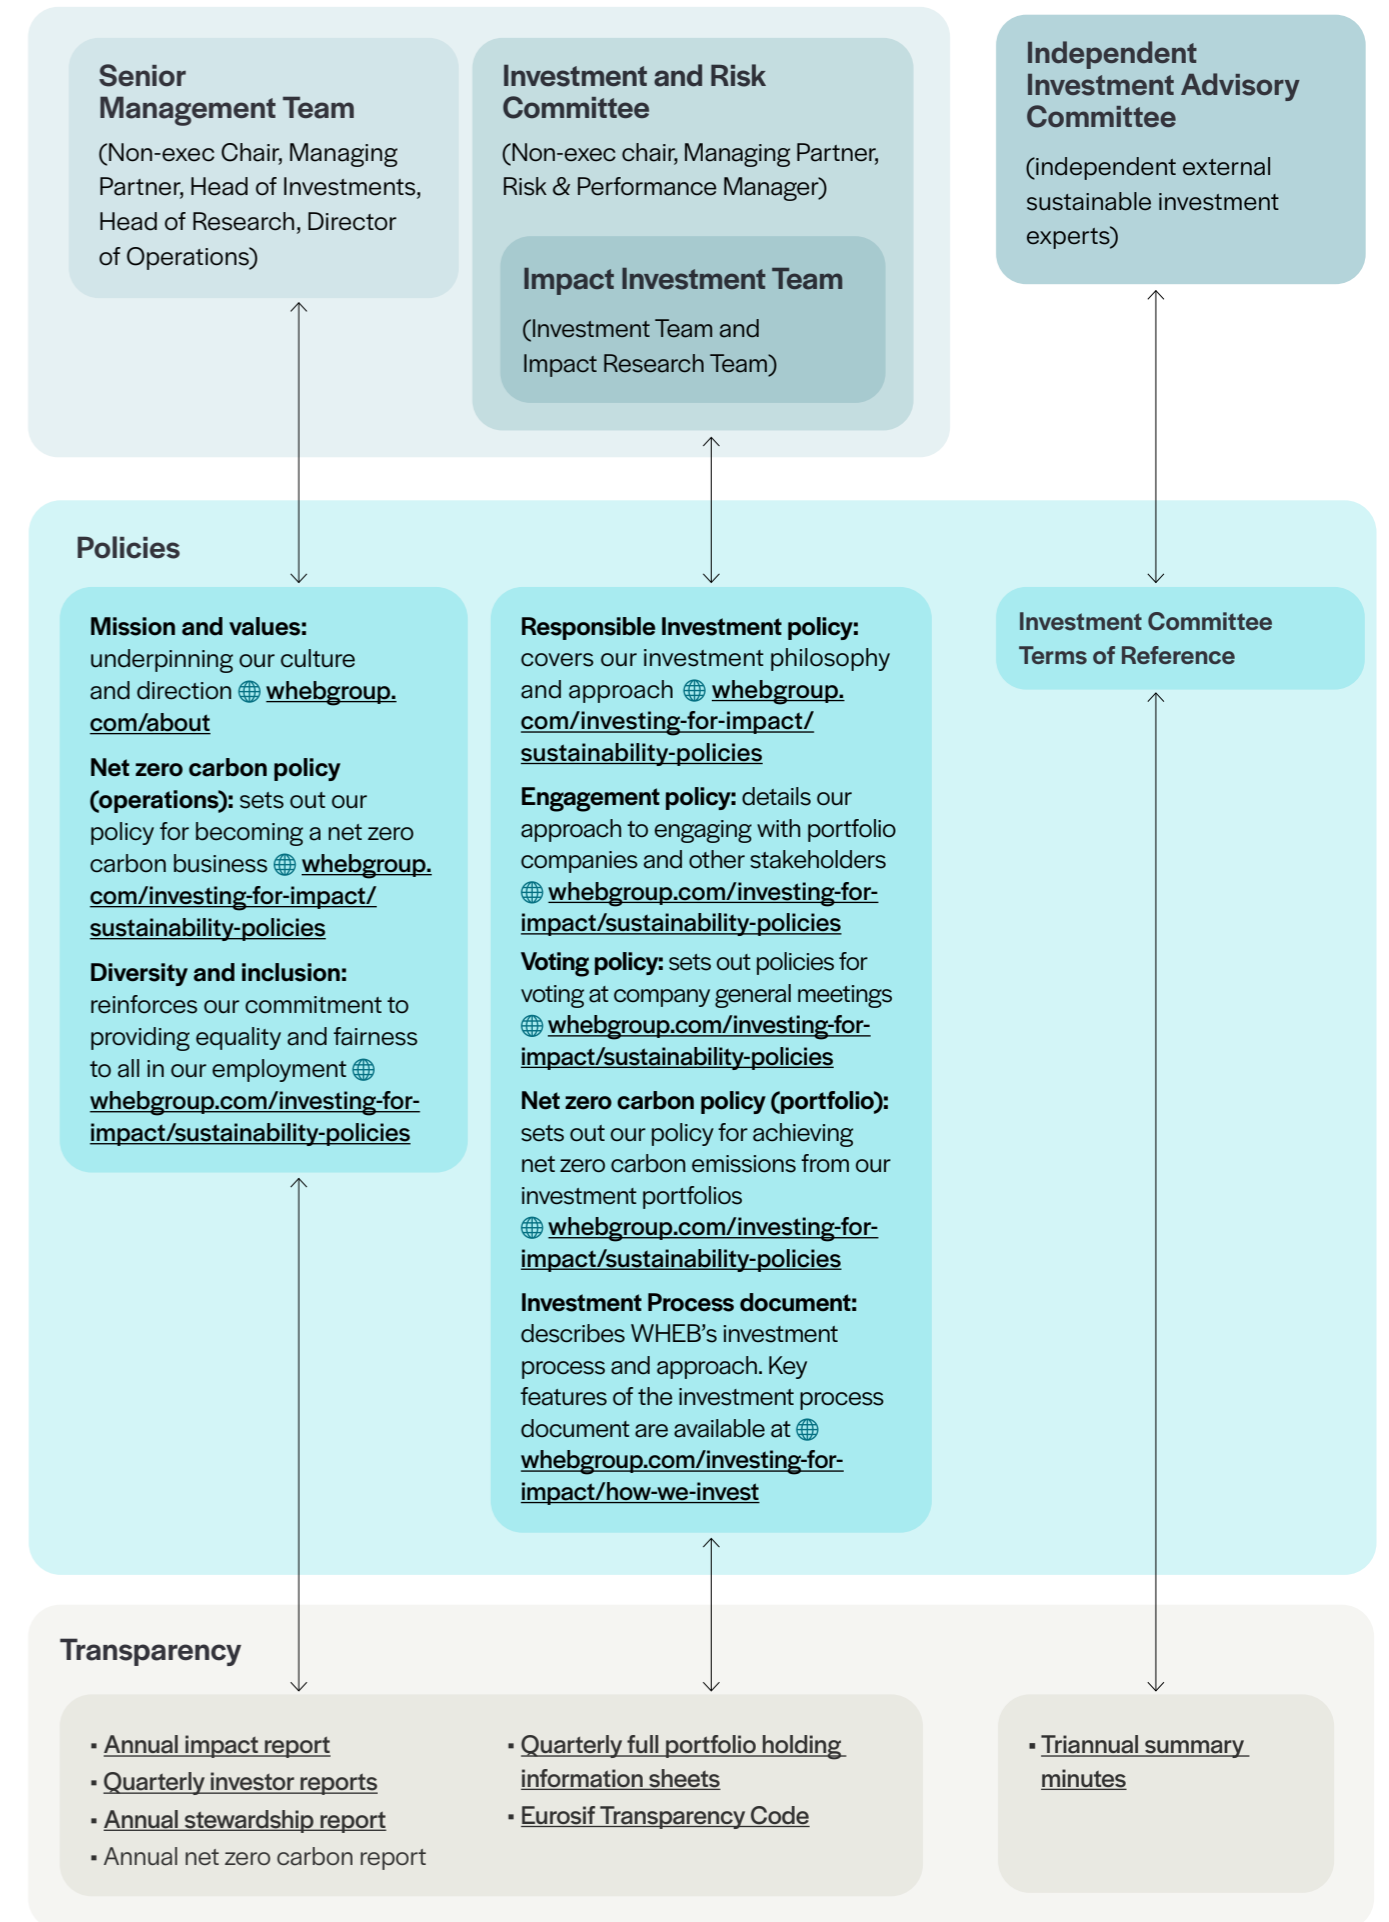 Senior
Management Team
(Non-exec Chair, Managing
Partner, Head of Investments,
Head of Research, Director
of Operations)
Investment and Risk
Committee
(Non-exec chair, Managing Partner,
Risk & Performance Manager)
Impact Investment Team
(Investment Team and
Impact Research Team)
Independent
Investment Advisory
Committee
(independent external
sustainable investment
experts)
Policies
Mission and values:
underpinning our culture
and direction whebgroup.
com/about
Net zero carbon policy
(operations): sets out our
policy for becoming a net zero
carbon business whebgroup.
com/investing-for-impact/
sustainability-policies
Diversity and inclusion:
reinforces our commitment to
providing equality and fairness
to all in our employment
whebgroup.com/investing-for-
impact/sustainability-policies
Responsible Investment policy:
covers our investment philosophy
and approach whebgroup.
com/investing-for-impact/
sustainability-policies
Engagement policy: details our
approach to engaging with portfolio
companies and other stakeholders
whebgroup.com/investing-for-
impact/sustainability-policies
Voting policy: sets out policies for
voting at company general meetings
whebgroup.com/investing-for-
impact/sustainability-policies
Net zero carbon policy (portfolio):
sets out our policy for achieving
net zero carbon emissions from our
investment portfolios
whebgroup.com/investing-for-
impact/sustainability-policies
Investment Process document:
describes WHEB's investment
process and approach. Key
features of the investment process
document are available at
whebgroup.com/investing-for-
impact/how-we-invest
Investment Committee
Terms of Reference
Transparency
▪ Annual impact report
▪ Quarterly investor reports
▪ Annual stewardship report
▪ Annual net zero carbon report
▪ Quarterly full portfolio holding
information sheets
▪ Eurosif Transparency Code
▪ Triannual summary
minutes